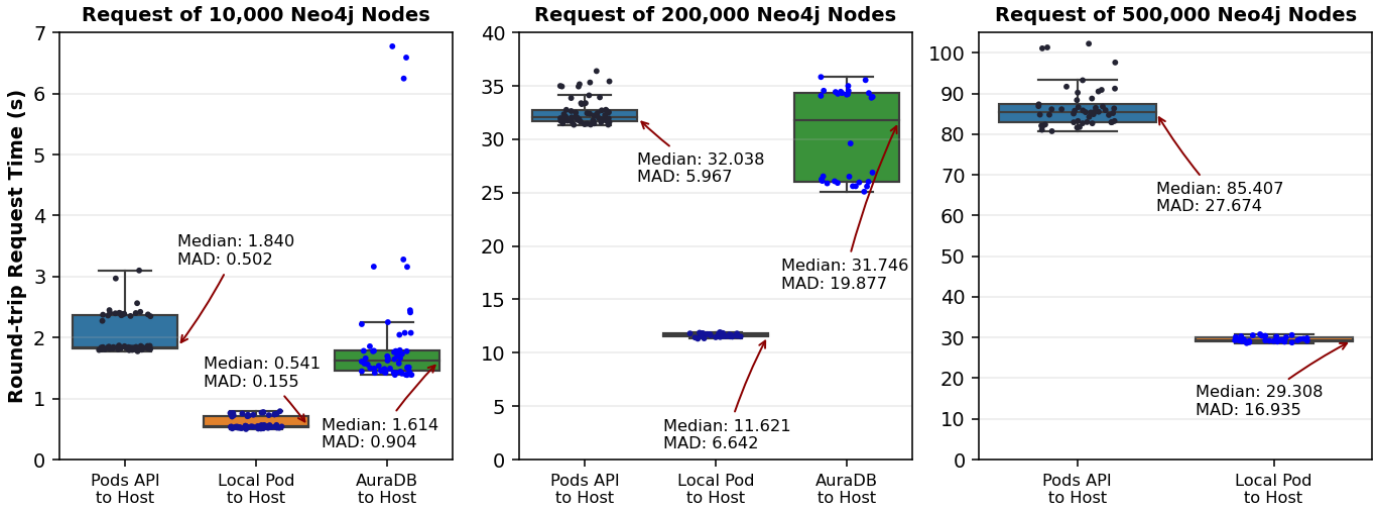 Request of 10,000 Neo4j Nodes
Round-trip Request Time (s)
7
6
5
4
3
2
1
0
Median: 1.840
MAD: 0.502
Median: 0.541
MAD: 0.155
Median: 1.614
MAD: 0.904
Pods API
to Host
Local Pod
to Host
AuraDB
to Host
Request of 200,000 Neo4j Nodes
40
35
30
25
20
15
10
5
0
Median: 32.038
MAD: 5.967
Median: 31.746
MAD: 19.877
Median: 11.621
MAD: 6.642
Pods API
to Host
Local Pod
to Host
AuraDB
to Host
Request of 500,000 Neo4j Nodes
100
90
80
70
60
50
40
30
20
10
0
Median: 85.407
MAD: 27.674
Median: 29.308
MAD: 16.935
Pods API
to Host
Local Pod
to Host